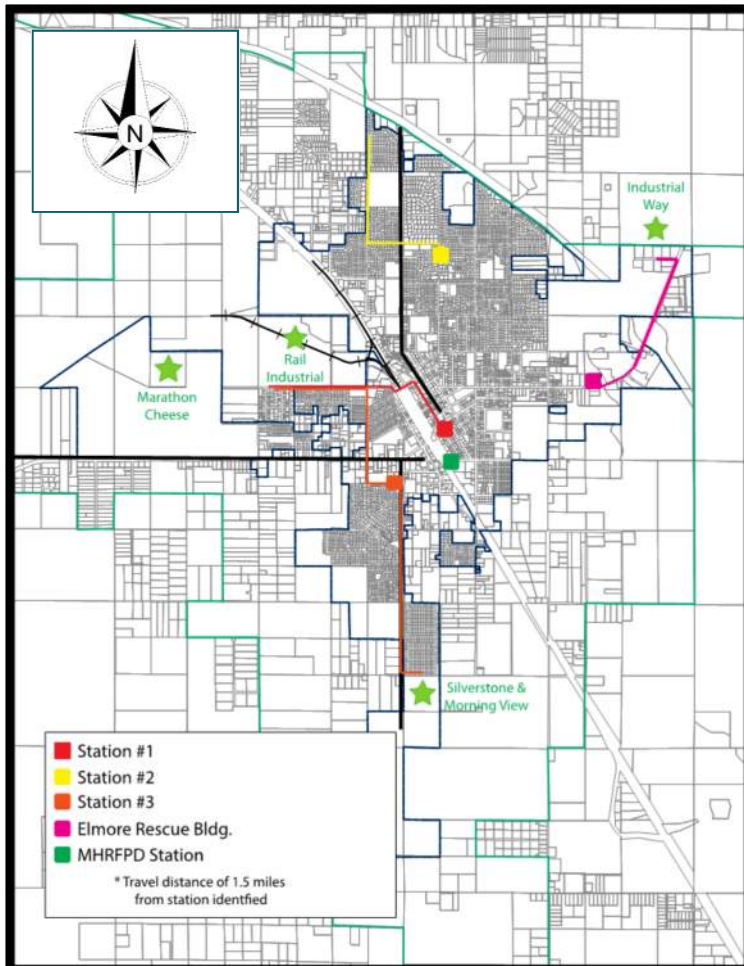 N
Industrial
Way
Rail
Industrial
Marathon
Cheese
Silverstone &
Morning View
Station #1
Station #2
Station #3
Elmore Rescue Bldg.
MHRFPD Station
* Travel distance of 1.5 miles
from station identfied